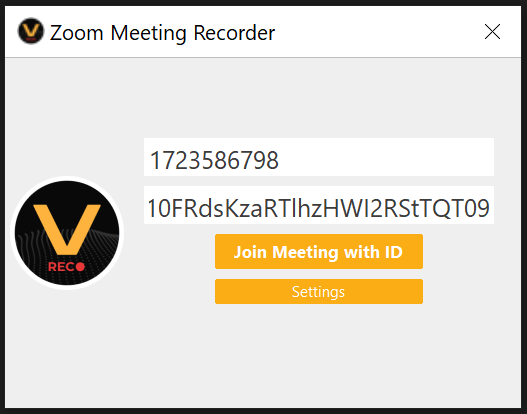 Zoom Meeting Recorder
1723586798
10FRdsKzaRTlhzHWI2RStTQT09
V
REC
Join Meeting with ID
Settings